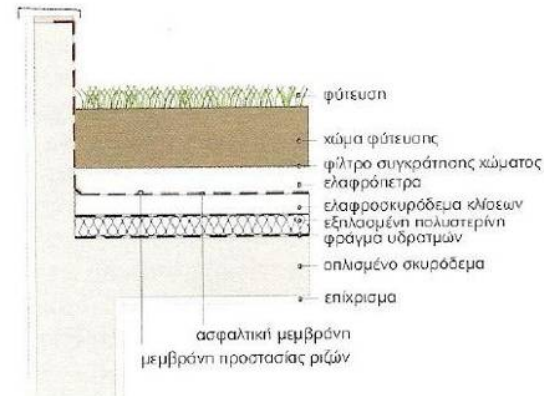 φύτευση
χώμα φύτευσης
φίλτρο συγκράτησης χώματος
ελαφρόπετρα
ελαφροσκυρόδεμα κλίσεων
εξηλασμένη πολυστερίνη
φράγμα υδρατμών
οπλισμένο σκυρόδεμα
επίχρισμα
ασφαλτική μεμβράνη
μεμβράνη προστασίας ριζών